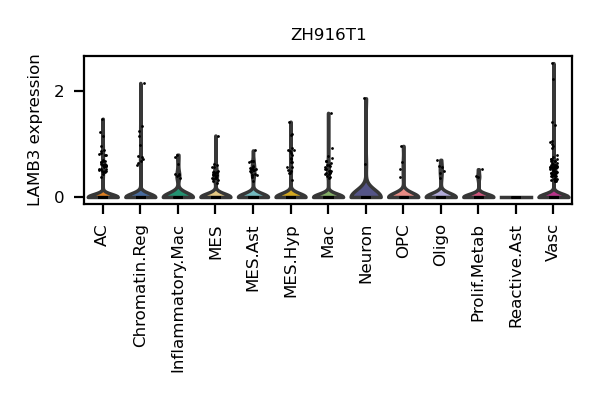 ZH916T1
LAMB3 expression
2
0
AC
Chromatin.Reg
Inflammatory.Mac
MES
MES.Ast
MES.Hyp
Mac
Neuron
OPC
Oligo
Prolif.Metab
Reactive.Ast
Vasc